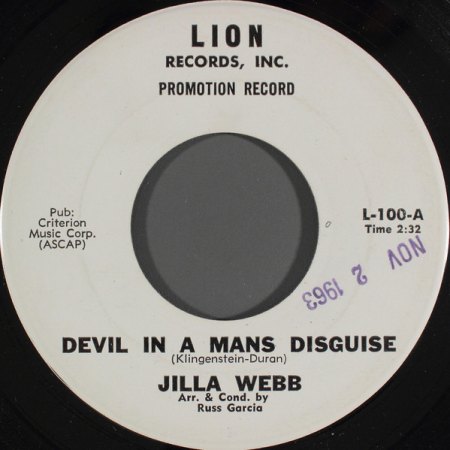 LION
RECORDS, INC.
PROMOTION RECORD
Pub:
Criterion
Music Corp.
(ASCAP)
L-100-A
Time 2:32
NOV 2 1963
DEVIL IN A MANS DISGUISE
(Klingenstein-Duran)
JILLA WEBB
Arr. & Cond. by
Russ Garcia